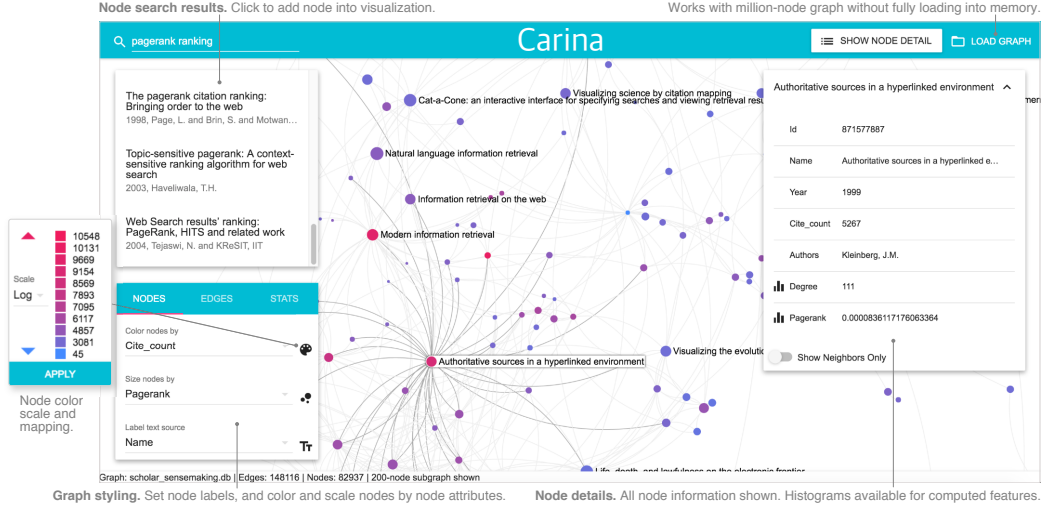 Node search results. Click to add node into visualization.
Works with million-node graph without fully loading into memory.
pagerank ranking
Carina
SHOW NODE DETAIL
LOAD GRAPH
The pagerank citation ranking:
Bringing order to the web
1998, Page, L. and Brin, S. and Motwan...
Topic-sensitive pagerank: A context-
sensitive ranking algorithm for web
search
2003, Haveliwala, T.H.
Web Search results' ranking:
PageRank, HITS and related work
2004, Tejaswi, N. and KReSIT, IIT
Visualizing science by citation mapping
Cat-a-Cone: an interactive interface for specifying searches and viewing retrieval resu
Natural language information retrieval
Information retrieval on the web
Modern information retrieval
Authoritative sources in a hyperlinked environment
Visualizing the evolutio
Life, death, and lawfulness on the electronic frontier
Authoritative sources in a hyperlinked environment
Id 871577887
Name Authoritative sources in a hyperlinked e...
Year 1999
Cite_count 5267
Authors Kleinberg, J.M.
Degree 111
Pagerank 0.0000836117176063364
Show Neighbors Only
10548
10131
9669
9154
8569
7893
7095
6117
4857
3081
45
Scale
Log
APPLY
Node color
scale and
mapping.
NODES EDGES STATS
Color nodes by
Cite_count
Size nodes by
Pagerank
Label text source
Name
Graph: scholar_sensemaking.db | Edges: 148116 | Nodes: 82937 | 200-node subgraph shown
Graph styling. Set node labels, and color and scale nodes by node attributes.
Node details. All node information shown. Histograms available for computed features.